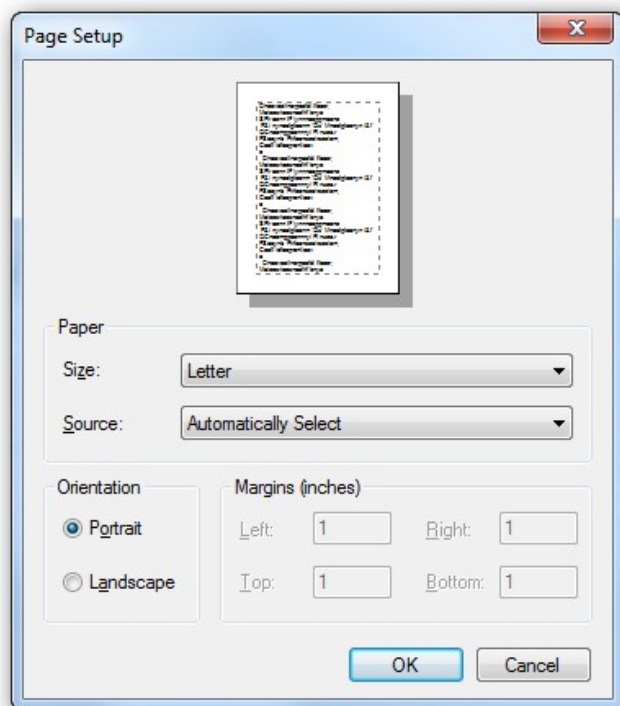 Page Setup
Paper
Size: Letter
Source: Automatically Select
Orientation
Margins (inches)
Portrait
Left: 1 Right: 1
Landscape
Top: 1 Bottom: 1
OK Cancel